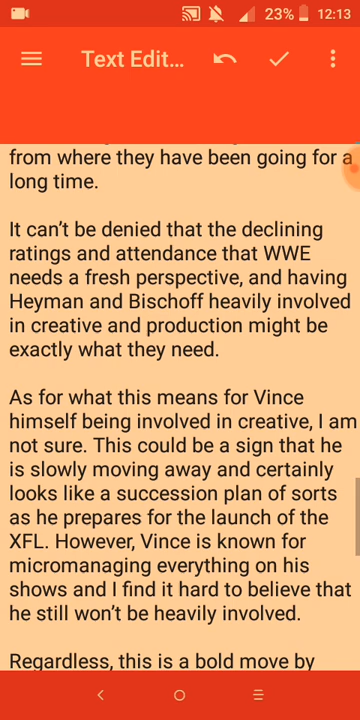 23% 12:13
Text Edit...
from where they have been going for a
long time.
It can’t be denied that the declining
ratings and attendance that WWE
needs a fresh perspective, and having
Heyman and Bischoff heavily involved
in creative and production might be
exactly what they need.
As for what this means for Vince
himself being involved in creative, I am
not sure. This could be a sign that he
is slowly moving away and certainly
looks like a succession plan of sorts
as he prepares for the launch of the
XFL. However, Vince is known for
micromanaging everything on his
shows and I find it hard to believe that
he still won’t be heavily involved.
Regardless, this is a bold move by